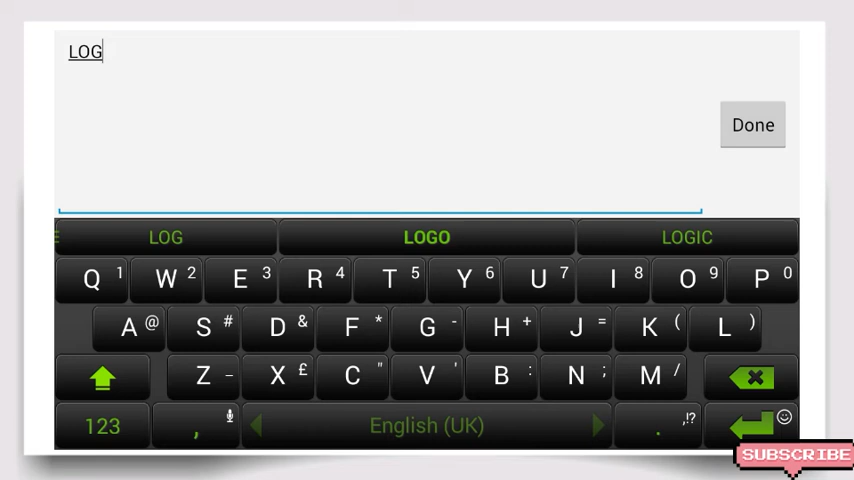 LOG
Done
LOG LOGO LOGIC
Q 1 W 2 E 3 R 4 T 5 Y 6 U 7 I 8 O 9 P 0
A @ S # D & F * G - H + J = K ( L )
Z _ X £ C " V ' B : N ; M /
123 , English (UK) . ,!?
SUBSCRIBE